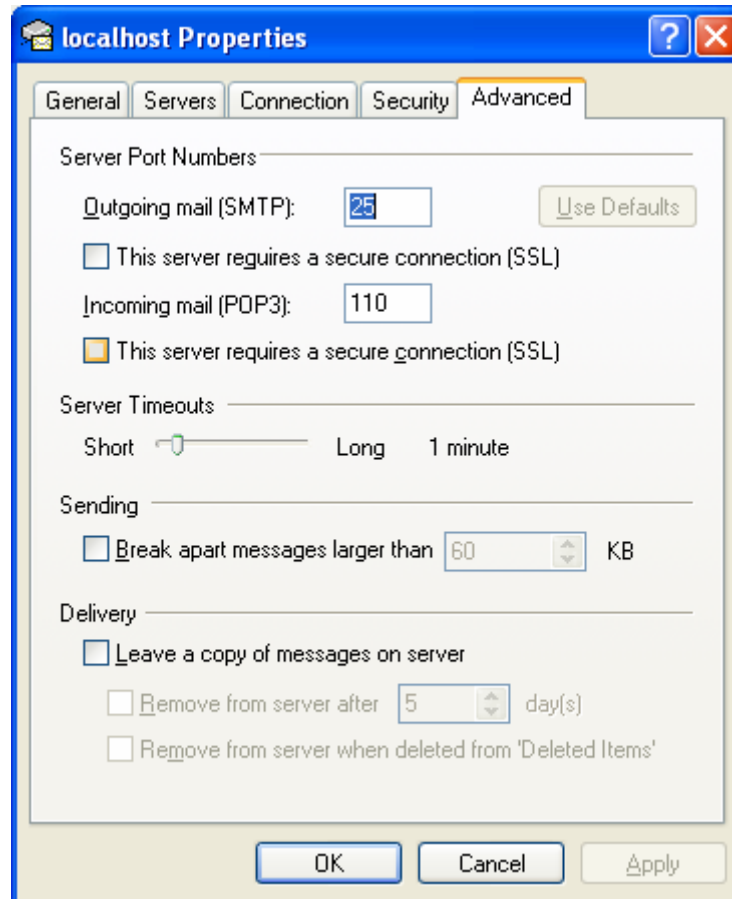 localhost Properties
General Servers Connection Security Advanced
Server Port Numbers
Outgoing mail (SMTP): 25 Use Defaults
This server requires a secure connection (SSL)
Incoming mail (POP3): 110
This server requires a secure connection (SSL)
Server Timeouts
Short Long 1 minute
Sending
Break apart messages larger than 60 KB
Delivery
Leave a copy of messages on server
Remove from server after 5 day(s)
Remove from server when deleted from 'Deleted Items'
OK Cancel Apply